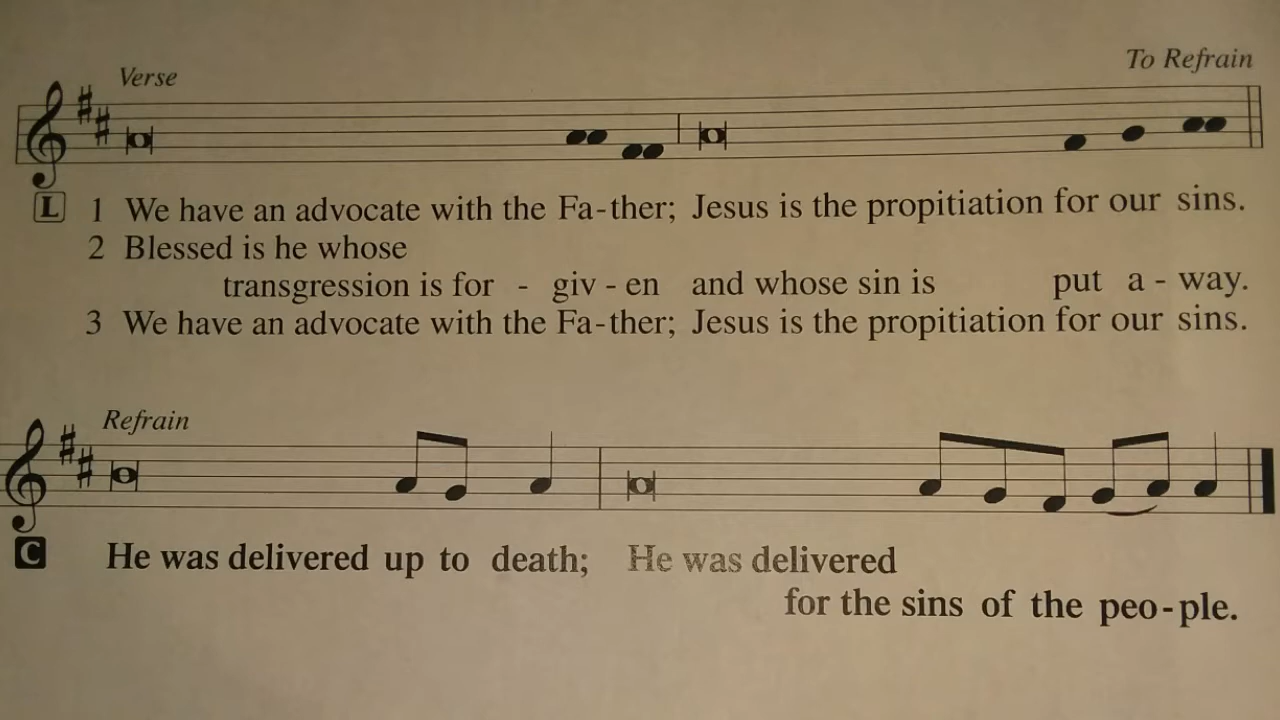 Verse
To Refrain
L 1 We have an advocate with the Fa-ther; Jesus is the propitiation for our sins.
2 Blessed is he whose
transgression is for - giv - en and whose sin is put a - way.
3 We have an advocate with the Fa-ther; Jesus is the propitiation for our sins.
Refrain
C He was delivered up to death; He was delivered
for the sins of the peo-ple.